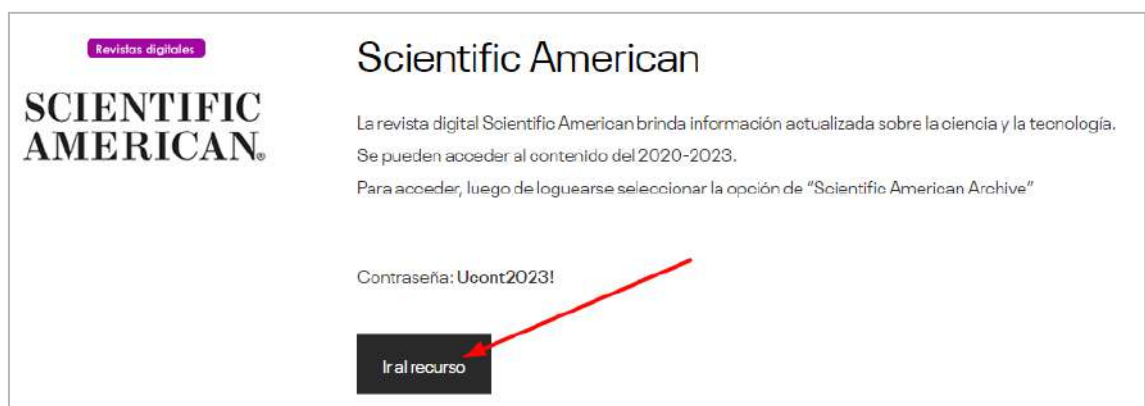 Revistas digitales
SCIENTIFIC
AMERICAN®
Scientific American
La revista digital Scientific American brinda información actualizada sobre la ciencia y la tecnología.
Se pueden acceder al contenido del 2020-2023.
Para acceder, luego de loguearse seleccionar la opción de “Scientific American Archive”
Contraseña: Ucont2023!
Ir al recurso